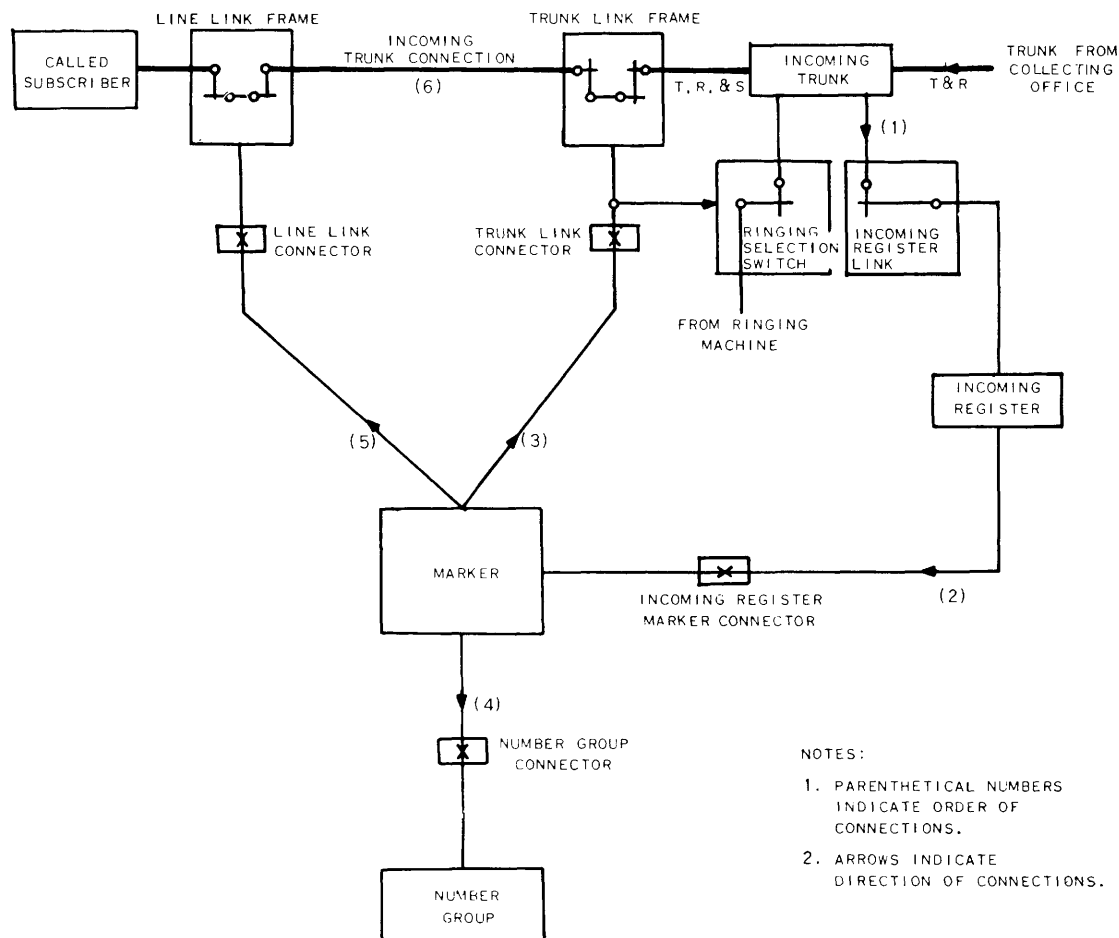 LINE LINK FRAME
TRUNK LINK FRAME
CALLED
SUBSCRIBER
INCOMING
TRUNK CONNECTION
(6)
T, R, & S
INCOMING
TRUNK
T & R
TRUNK FROM
COLLECTING
OFFICE
(1)
LINE LINK
CONNECTOR
TRUNK LINK
CONNECTOR
RINGING
SELECTION
SWITCH
INCOMING
REGISTER
LINK
FROM RINGING
MACHINE
INCOMING
REGISTER
(5)
(3)
MARKER
INCOMING REGISTER
MARKER CONNECTOR
(2)
(4)
NUMBER GROUP
CONNECTOR
NUMBER
GROUP
NOTES:
1. PARENTHETICAL NUMBERS
INDICATE ORDER OF
CONNECTIONS.
2. ARROWS INDICATE
DIRECTION OF CONNECTIONS.